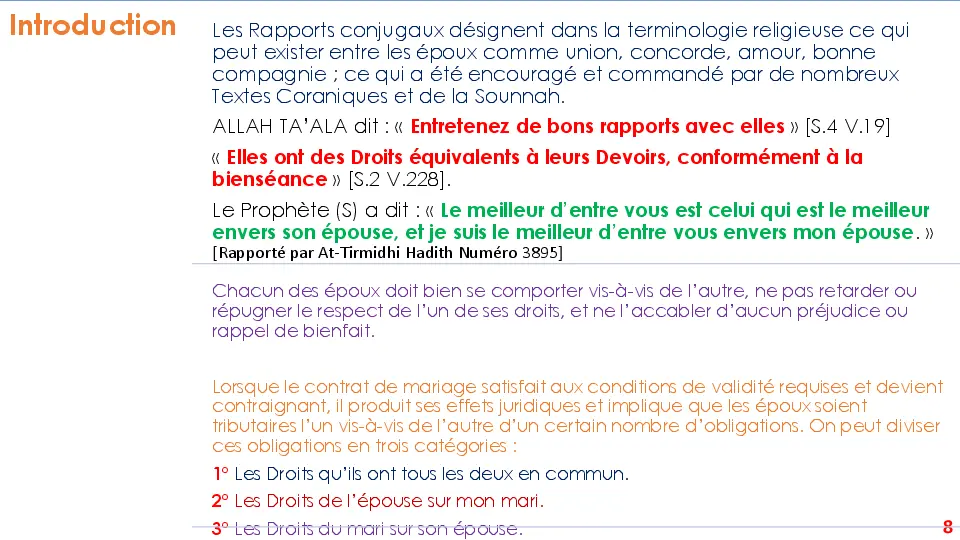 Introduction
Les Rapports conjugaux désignent dans la terminologie religieuse ce qui
peut exister entre les époux comme union, concorde, amour, bonne
compagnie ; ce qui a été encouragé et commandé par de nombreux
Textes Coraniques et de la Sounnah.
ALLAH TA'ALA dit : « Entretenez de bons rapports avec elles » [S.4 V.19]
« Elles ont des Droits équivalents à leurs Devoirs, conformément à la
bienséance » [S.2 V.228].
Le Prophète (S) a dit : « Le meilleur d'entre vous est celui qui est le meilleur
envers son épouse, et je suis le meilleur d'entre vous envers mon épouse. »
[Rapporté par At-Tirmidhi Hadith Numéro 3895]
Chacun des époux doit bien se comporter vis-à-vis de l'autre, ne pas retarder ou
répugner le respect de l'un de ses droits, et ne l'accabler d'aucun préjudice ou
rappel de bienfait.
Lorsque le contrat de mariage satisfait aux conditions de validité requises et devient
contraignant, il produit ses effets juridiques et implique que les époux soient
tributaires l'un vis-à-vis de l'autre d'un certain nombre d'obligations. On peut diviser
ces obligations en trois catégories :
1° Les Droits qu'ils ont tous les deux en commun.
2° Les Droits de l'épouse sur mon mari.
3° Les Droits du mari sur son épouse.
8